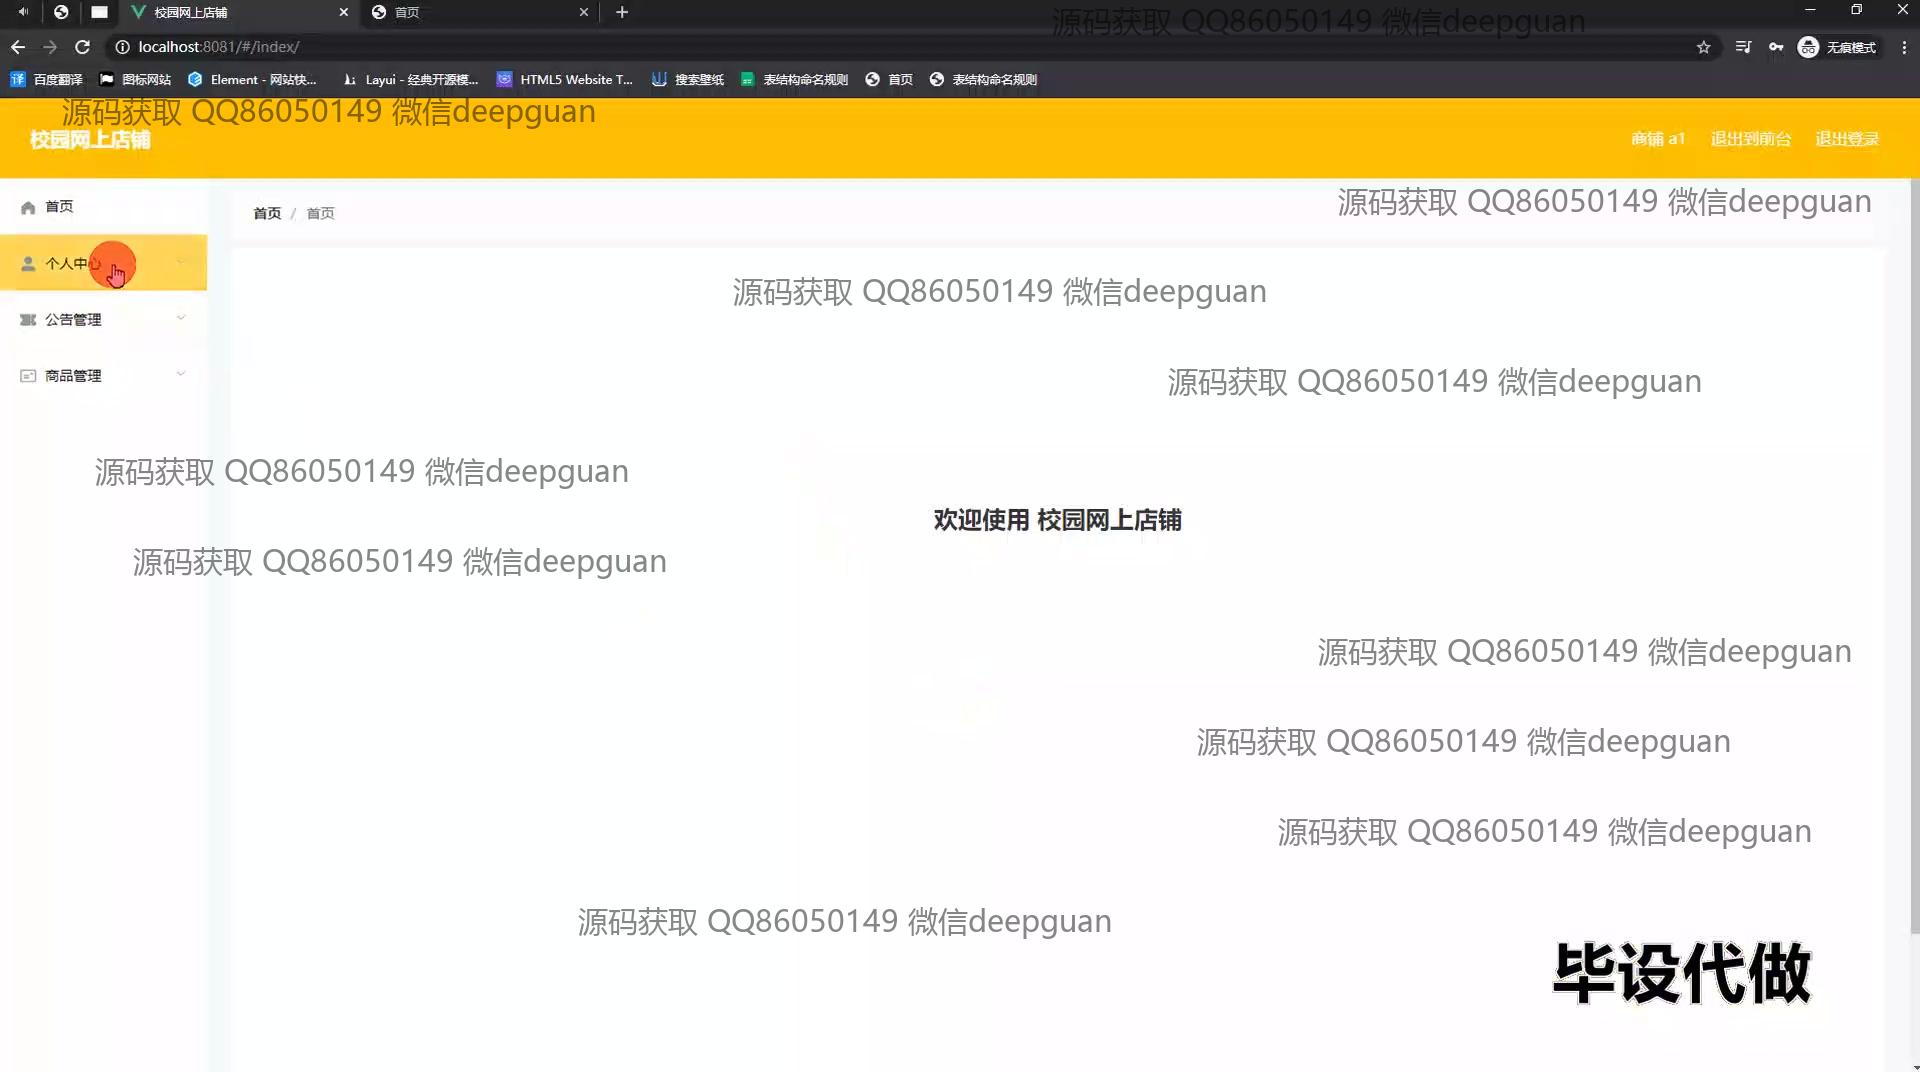 校园网上店铺
首页
源码获取 QQ86050149 微信deepguan
localhost:8081/#/index/
无痕模式
百度翻译
图标网站
Element - 网站快...
Layui - 经典开源模...
HTML5 Website T...
搜索壁纸
表结构命名规则
首页
表结构命名规则
源码获取 QQ86050149 微信deepguan
校园网上店铺
商铺 a1
退出到前台
退出登录
首页
首页 / 首页
源码获取 QQ86050149 微信deepguan
个人中心
源码获取 QQ86050149 微信deepguan
公告管理
商品管理
源码获取 QQ86050149 微信deepguan
源码获取 QQ86050149 微信deepguan
欢迎使用 校园网上店铺
源码获取 QQ86050149 微信deepguan
源码获取 QQ86050149 微信deepguan
源码获取 QQ86050149 微信deepguan
源码获取 QQ86050149 微信deepguan
源码获取 QQ86050149 微信deepguan
毕设代做